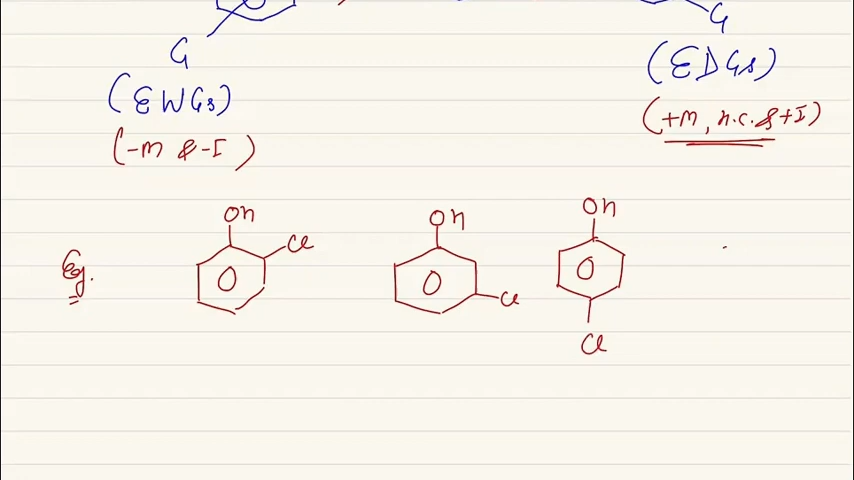 G G
(EWGs) (EDGs)
(-M & -I) (+M, H.C. & +I)
Eg. OH Cl OH Cl OH Cl